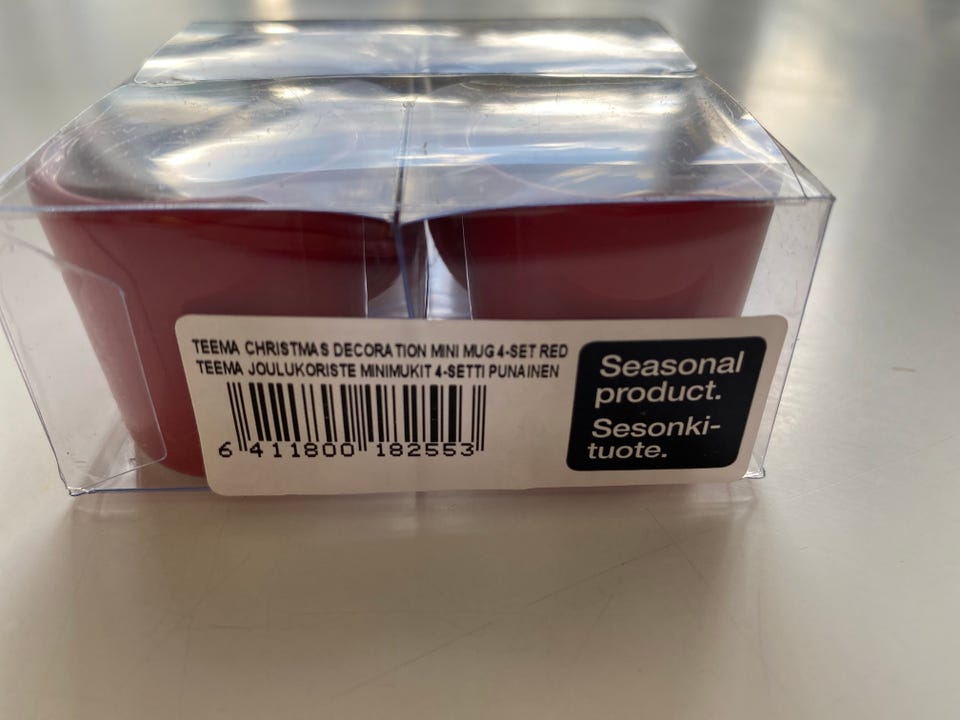 TEEMA CHRISTMAS DECORATION MINI MUG 4-SET RED
TEEMA JOULUKORISTE MINIMUKIT 4-SETTI PUNAINEN
6 411800 182553
Seasonal
product.
Sesonki-
tuote.